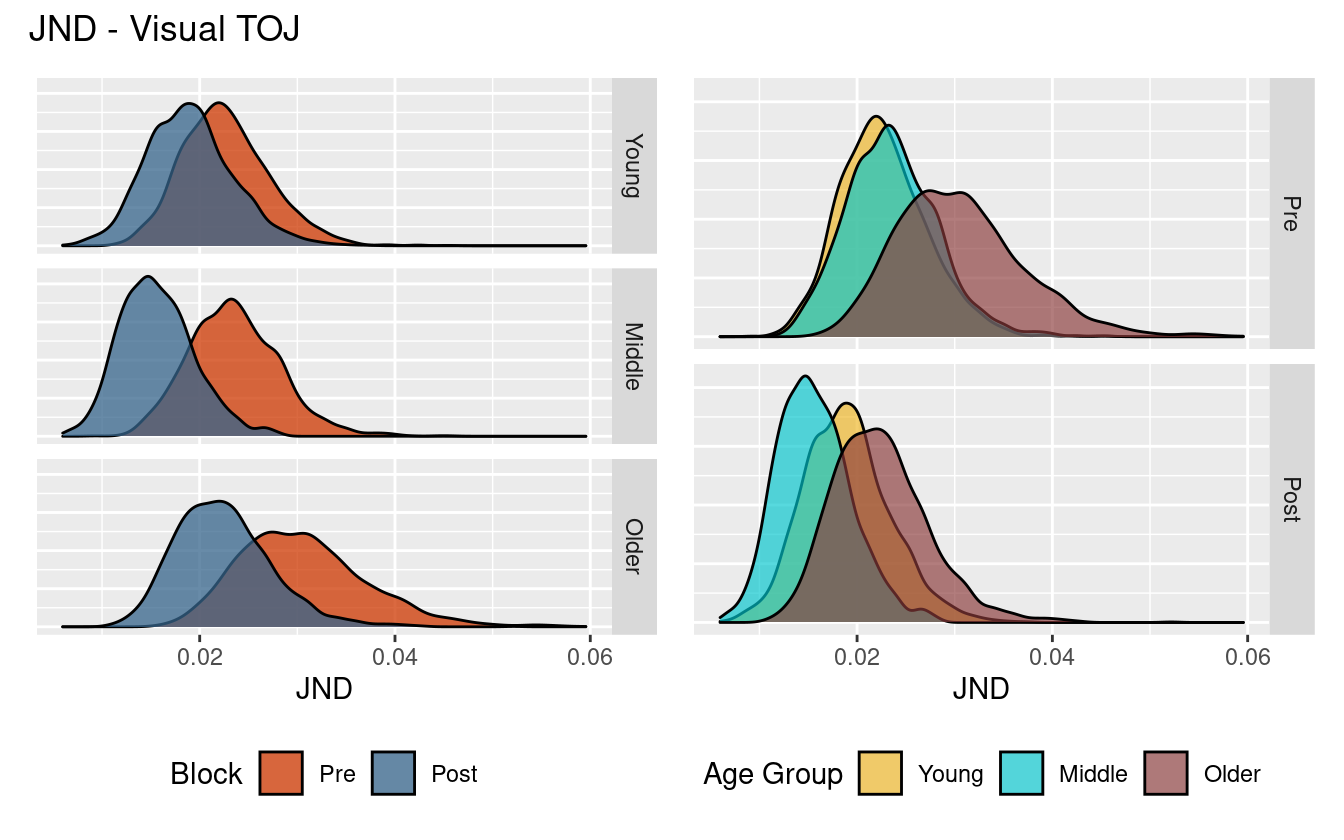 JND - Visual TOJ
Young
Middle
Older
0.02 0.04 0.06
JND
Block Pre Post
Pre
Post
0.02 0.04 0.06
JND
Age Group Young Middle Older